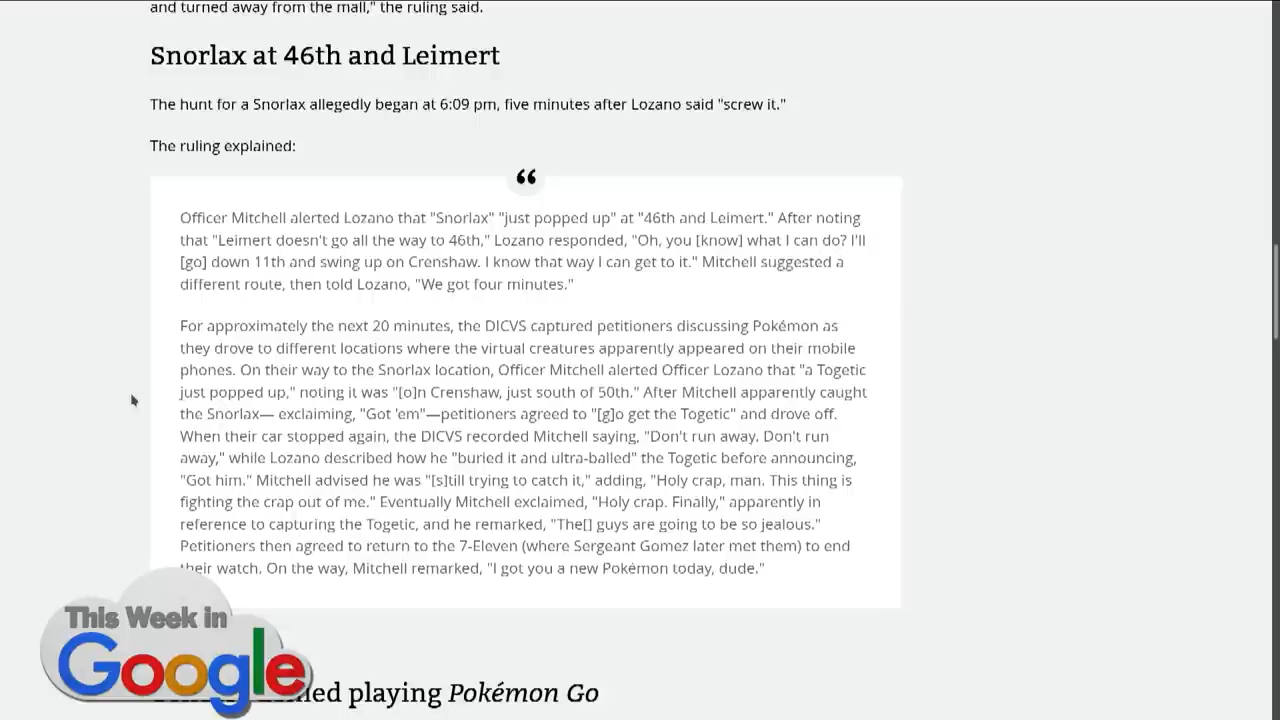 and turned away from the mall," the ruling said.
Snorlax at 46th and Leimert
The hunt for a Snorlax allegedly began at 6:09 pm, five minutes after Lozano said "screw it."
The ruling explained:
“
Officer Mitchell alerted Lozano that "Snorlax" "just popped up" at "46th and Leimert." After noting
that "Leimert doesn't go all the way to 46th," Lozano responded, "Oh, you [know] what I can do? I'll
[go] down 11th and swing up on Crenshaw. I know that way I can get to it." Mitchell suggested a
different route, then told Lozano, "We got four minutes."
For approximately the next 20 minutes, the DICVS captured petitioners discussing Pokémon as
they drove to different locations where the virtual creatures apparently appeared on their mobile
phones. On their way to the Snorlax location, Officer Mitchell alerted Officer Lozano that "a Togetic
just popped up," noting it was "[o]n Crenshaw, just south of 50th." After Mitchell apparently caught
the Snorlax— exclaiming, "Got 'em"—petitioners agreed to "[g]o get the Togetic" and drove off.
When their car stopped again, the DICVS recorded Mitchell saying, "Don't run away. Don't run
away," while Lozano described how he "buried it and ultra-balled" the Togetic before announcing,
"Got him." Mitchell advised he was "[s]till trying to catch it," adding, "Holy crap, man. This thing is
fighting the crap out of me." Eventually Mitchell exclaimed, "Holy crap. Finally," apparently in
reference to capturing the Togetic, and he remarked, "The[] guys are going to be so jealous."
Petitioners then agreed to return to the 7-Eleven (where Sergeant Gomez later met them) to end
their watch. On the way, Mitchell remarked, "I got you a new Pokémon today, dude."
This Week in
Google
playing Pokémon Go